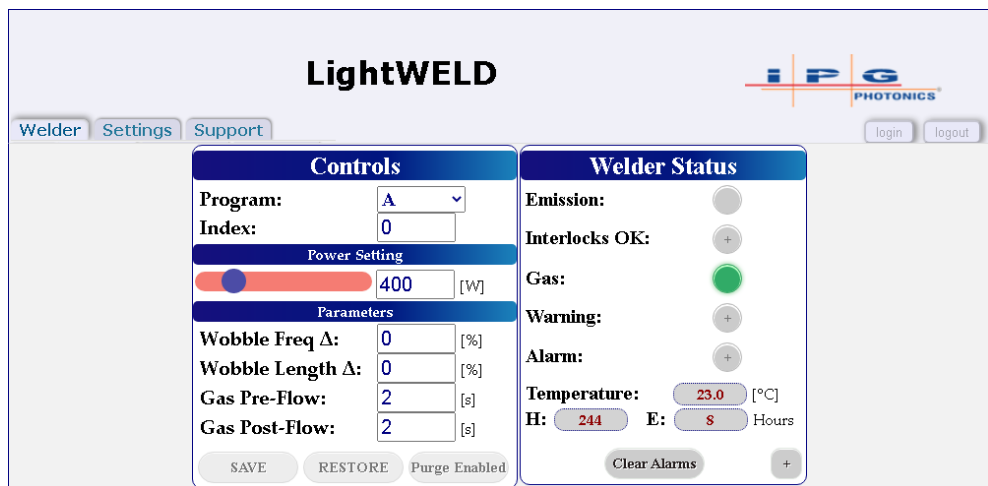 LightWELD
IPG
PHOTONICS
Welder Settings Support
login logout
Controls
Program: A
Index: 0
Power Setting
400 [W]
Parameters
Wobble Freq Δ: 0 [%]
Wobble Length Δ: 0 [%]
Gas Pre-Flow: 2 [s]
Gas Post-Flow: 2 [s]
SAVE RESTORE Purge Enabled
Welder Status
Emission:
Interlocks OK: +
Gas:
Warning: +
Alarm: +
Temperature: 23.0 [°C]
H: 244 E: 8 Hours
Clear Alarms +